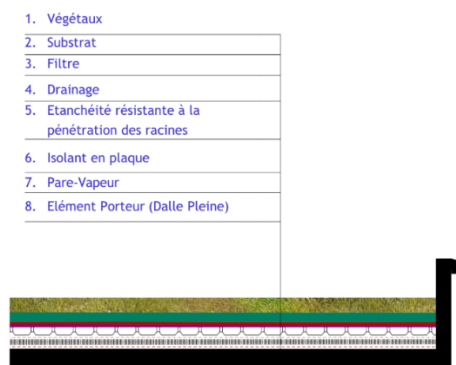 1. Végétaux
2. Substrat
3. Filtre
4. Drainage
5. Etanchéité résistante à la
pénétration des racines
6. Isolant en plaque
7. Pare-Vapeur
8. Elément Porteur (Dalle Pleine)